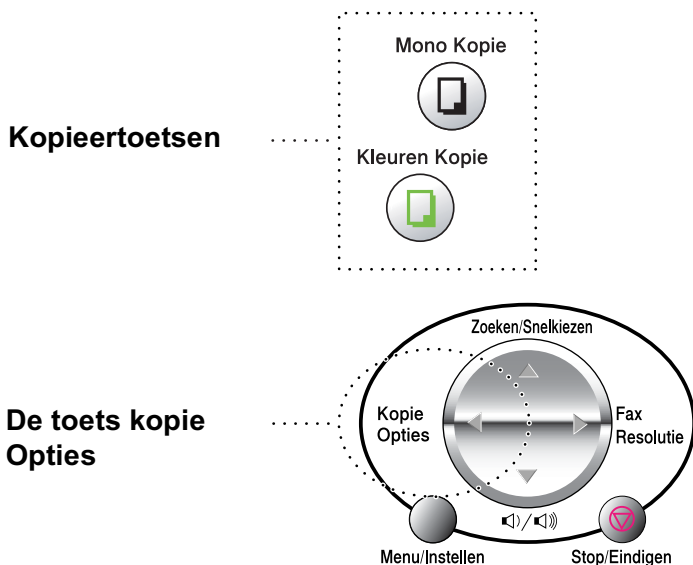 Mono Kopie
Kopieertoetsen
Kleuren Kopie
Zoeken/Snelkiezen
De toets kopie
Opties
Kopie
Opties
Fax
Resolutie
Menu/Instellen
Stop/Eindigen